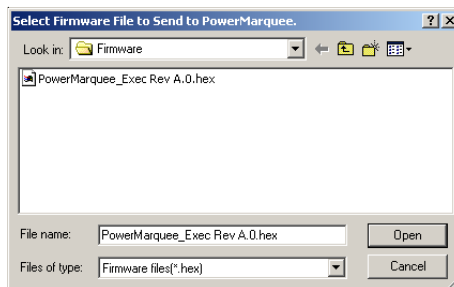 Select Firmware File to Send to PowerMarquee.
Look in: Firmware
PowerMarquee_Exec Rev A.0.hex
File name: PowerMarquee_Exec Rev A.0.hex Open
Files of type: Firmware files(*.hex) Cancel